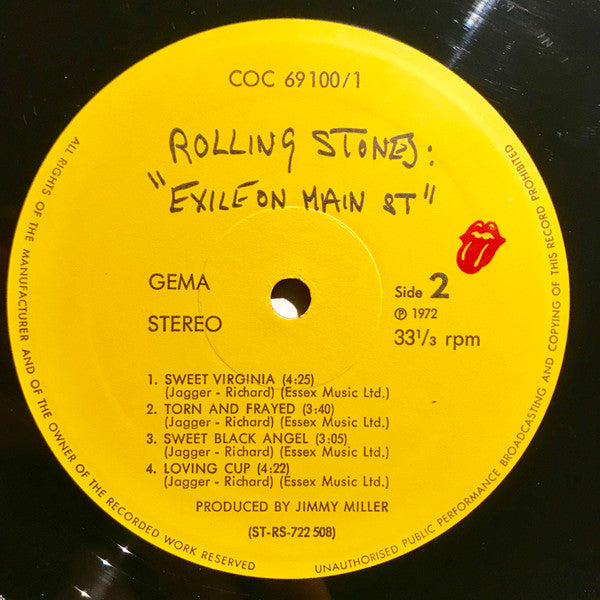 COC 69100/1
ROLLING STONES:
"EXILE ON MAIN ST"
GEMA
STEREO
Side 2
℗ 1972
33 1/3 rpm
1. SWEET VIRGINIA (4:25)
(Jagger - Richard) (Essex Music Ltd.)
2. TORN AND FRAYED (3:40)
(Jagger - Richard) (Essex Music Ltd.)
3. SWEET BLACK ANGEL (3:05)
(Jagger - Richard) (Essex Music Ltd.)
4. LOVING CUP (4:22)
(Jagger - Richard) (Essex Music Ltd.)
PRODUCED BY JIMMY MILLER
(ST-RS-722 508)
ALL RIGHTS OF THE MANUFACTURER AND OF THE OWNER OF THE RECORDED WORK RESERVED
UNAUTHORISED PUBLIC PERFORMANCE BROADCASTING AND COPYING OF THIS RECORD PROHIBITED